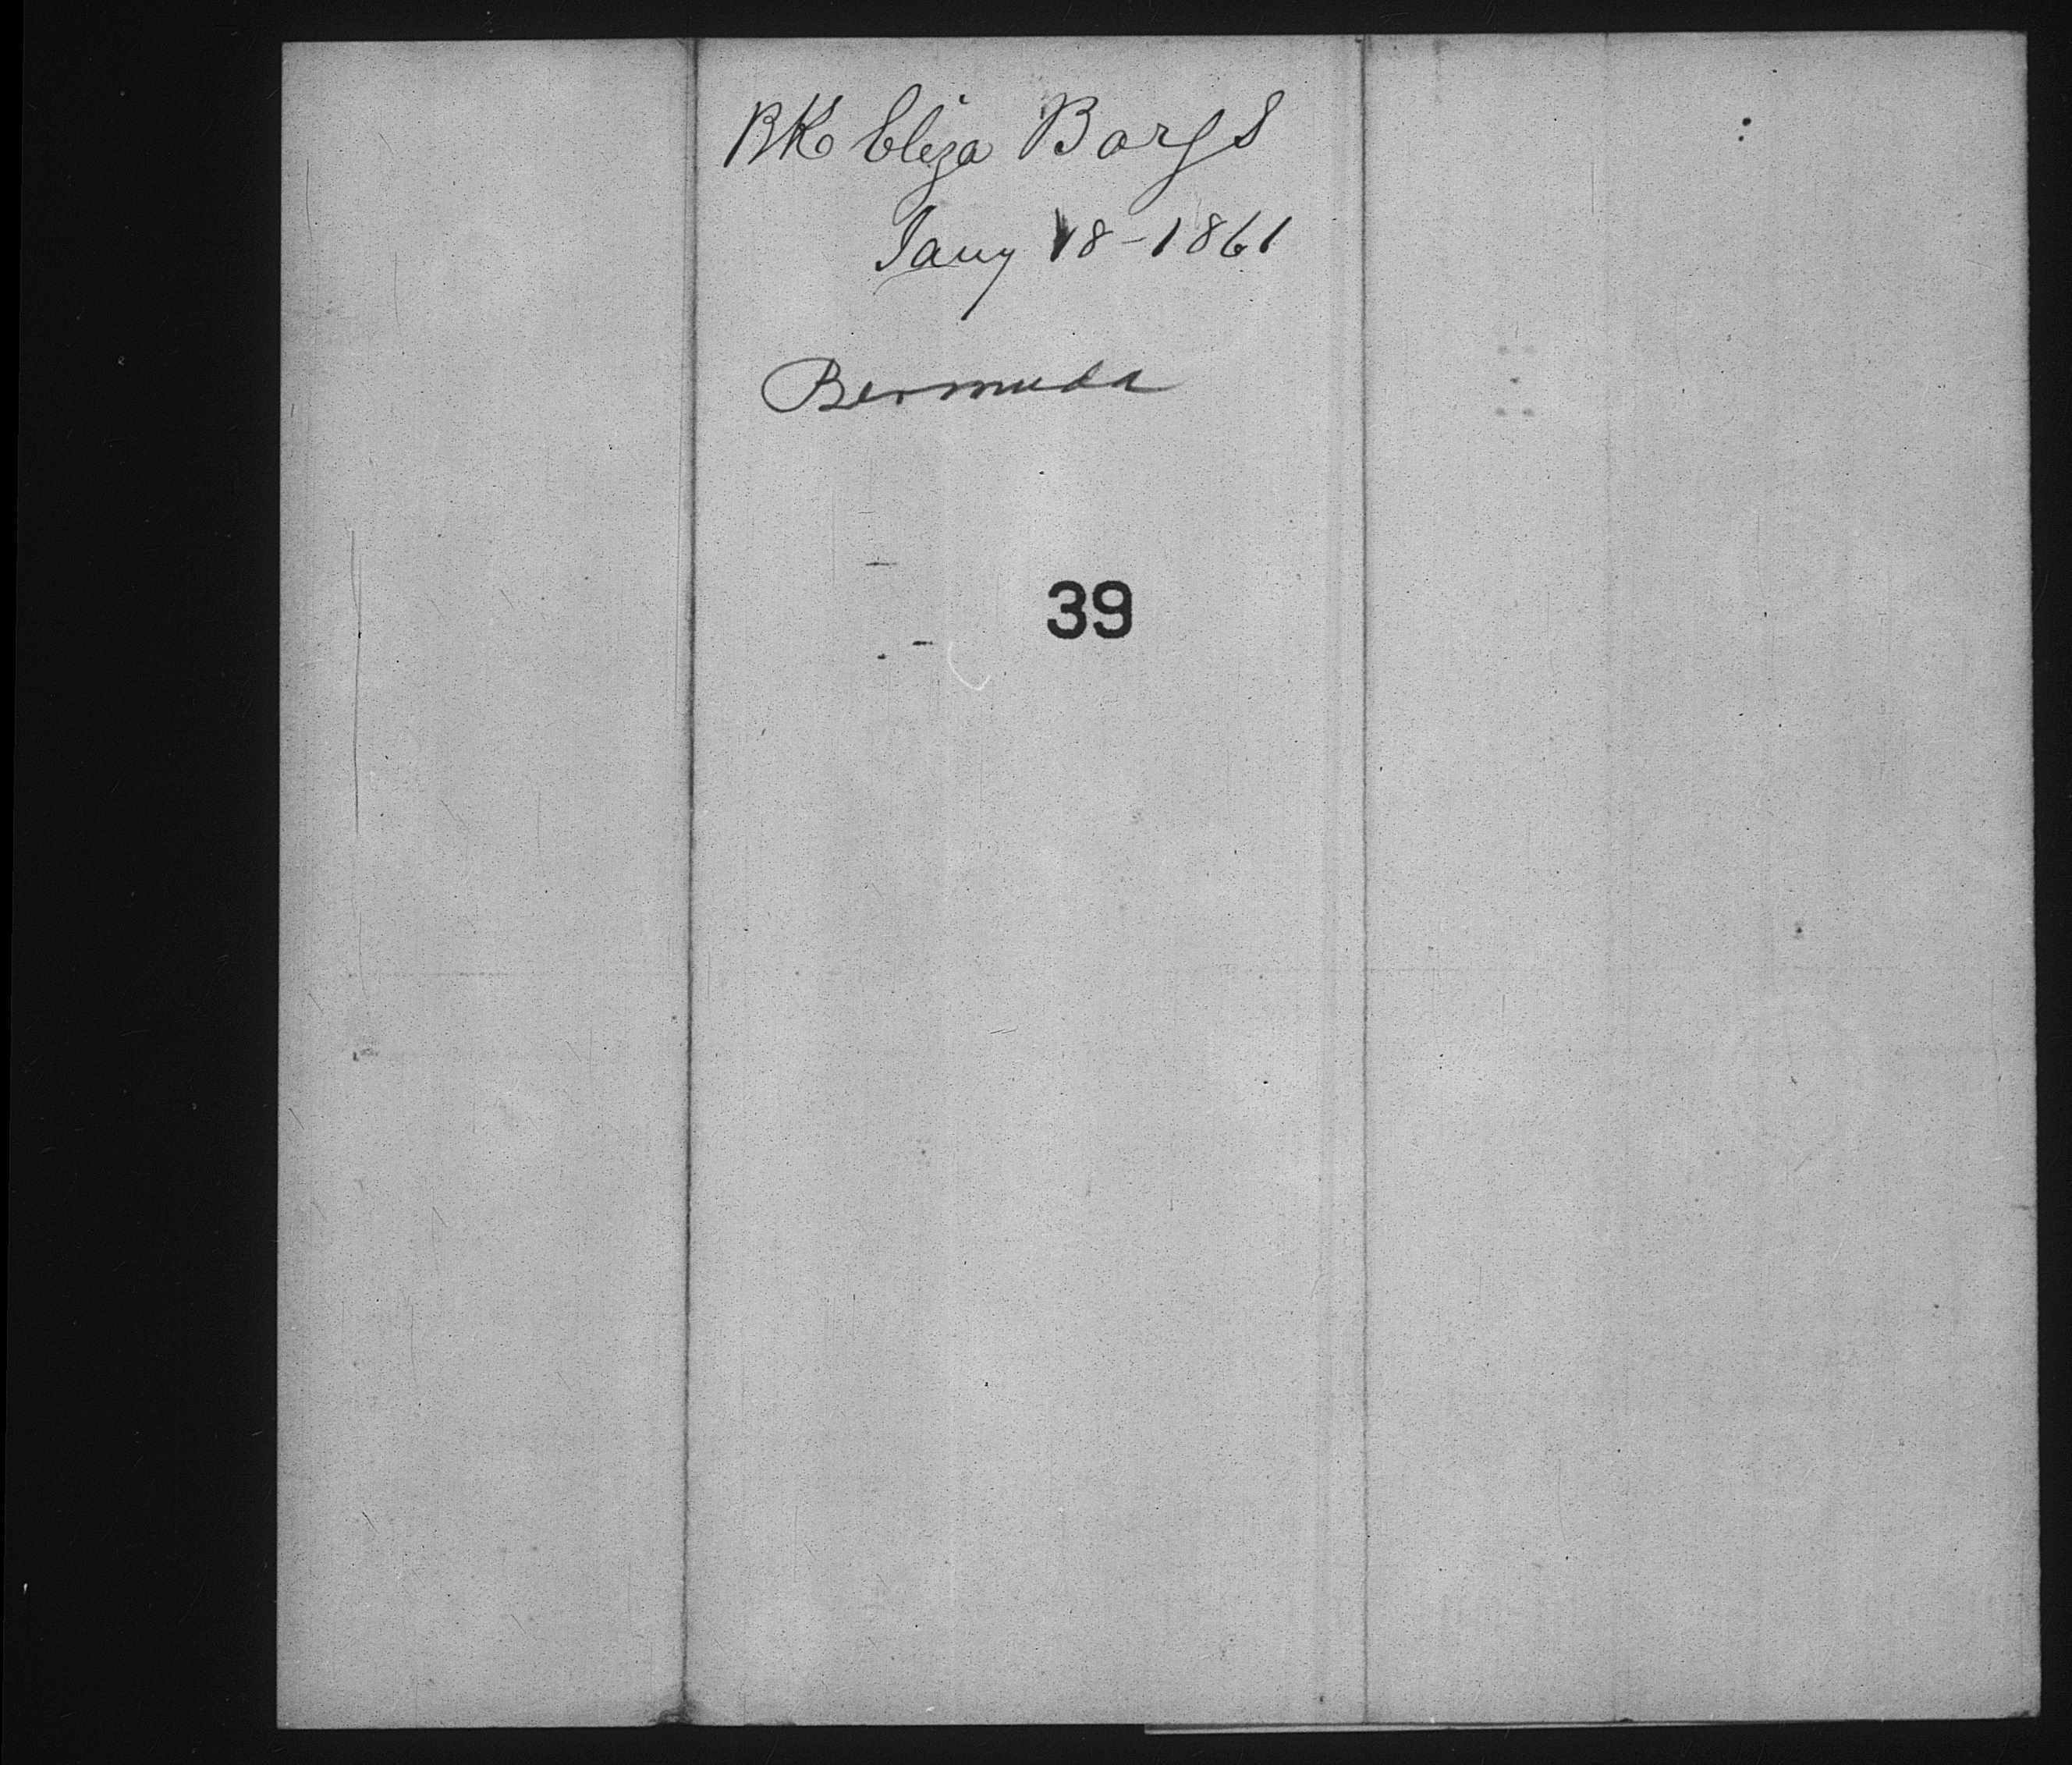 BK Eliza Barss
Jany 18-1861
Bermuda
39